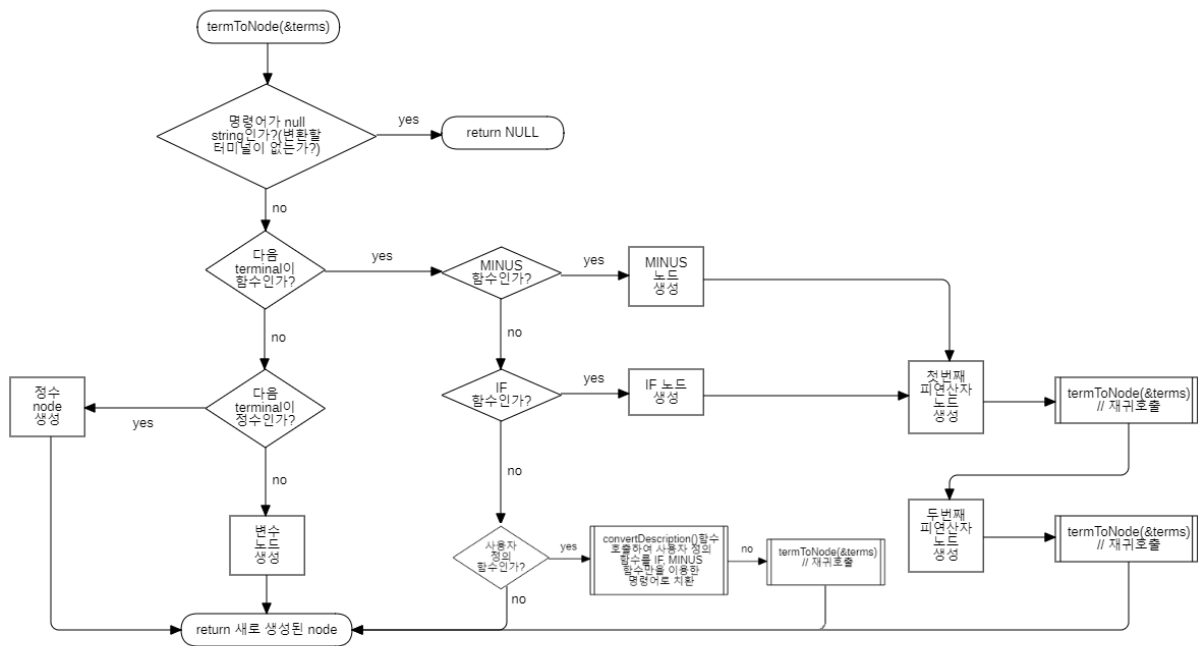 termToNode(&terms)
명령어가 null
string인가?(변환할
터미널이 없는가?)
yes
return NULL
no
다음
terminal이
함수인가?
yes
MINUS
함수인가?
yes
MINUS
노드
생성
no
no
다음
terminal이
정수인가?
yes
정수
node
생성
IF
함수인가?
yes
IF 노드
생성
첫번째
피연산자
노드
생성
termToNode(&terms)
// 재귀호출
no
no
변수
노드
생성
사용자
정의
함수인가?
yes
convertDescription()함수
호출하여 사용자 정의
함수를 IF, MINUS
함수만을 이용한
명령어로 치환
no
termToNode(&terms)
// 재귀호출
두번째
피연산자
노드
생성
termToNode(&terms)
// 재귀호출
no
return 새로 생성된 node